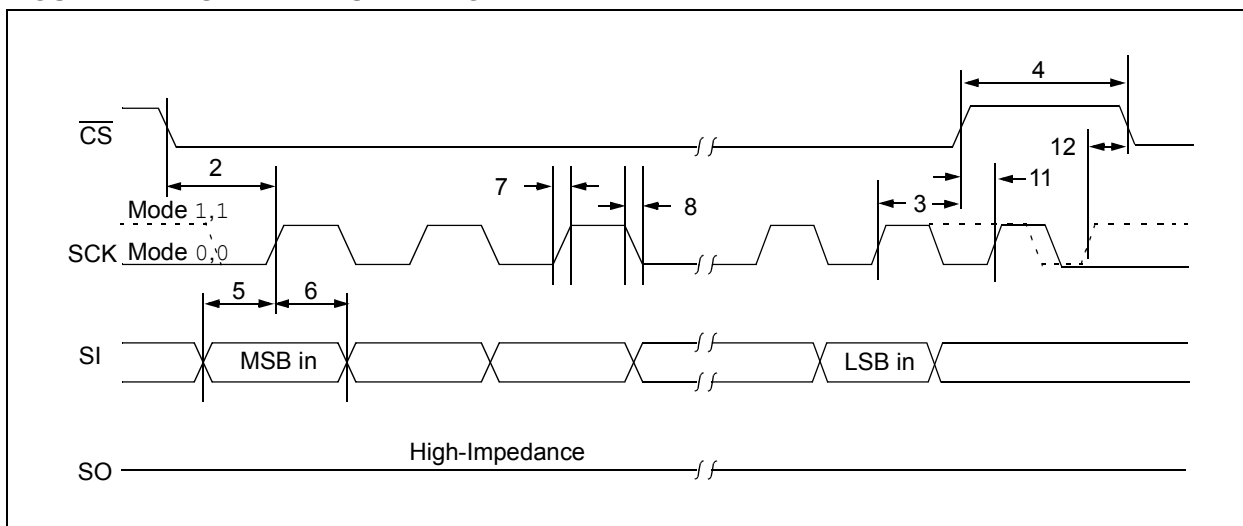 4
CS
12
2
7
11
8
3
Mode 1,1
SCK Mode 0,0
5
6
SI
MSB in
LSB in
High-Impedance
SO